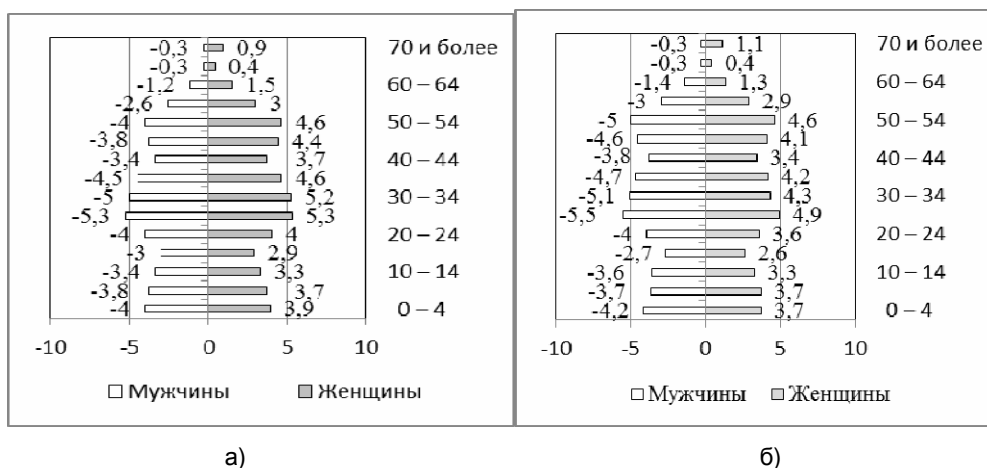 -0,3 0,9 70 и более
-0,3 0,4
-1,2 1,5 60 – 64
-2,6 3
-4 4,6 50 – 54
-3,8 4,4
-3,4 3,7 40 – 44
-4,5 4,6
-5 5,2 30 – 34
-5,3 5,3
-4 4 20 – 24
-3 2,9
-3,4 3,3 10 – 14
-3,8 3,7
-4 3,9 0 – 4
-10 -5 0 5 10
Мужчины Женщины
а)
-0,3 1,1 70 и более
-0,3 0,4
-1,4 1,3 60 – 64
-3 2,9
-5 4,6 50 – 54
-4,6 4,1
-3,8 3,4 40 – 44
-4,7 4,2
-5,1 4,3 30 – 34
-5,5 4,9
-4 3,6 20 – 24
-2,7 2,6
-3,6 3,3 10 – 14
-3,7 3,7
-4,2 3,7 0 – 4
-10 -5 0 5 10
Мужчины Женщины
б)